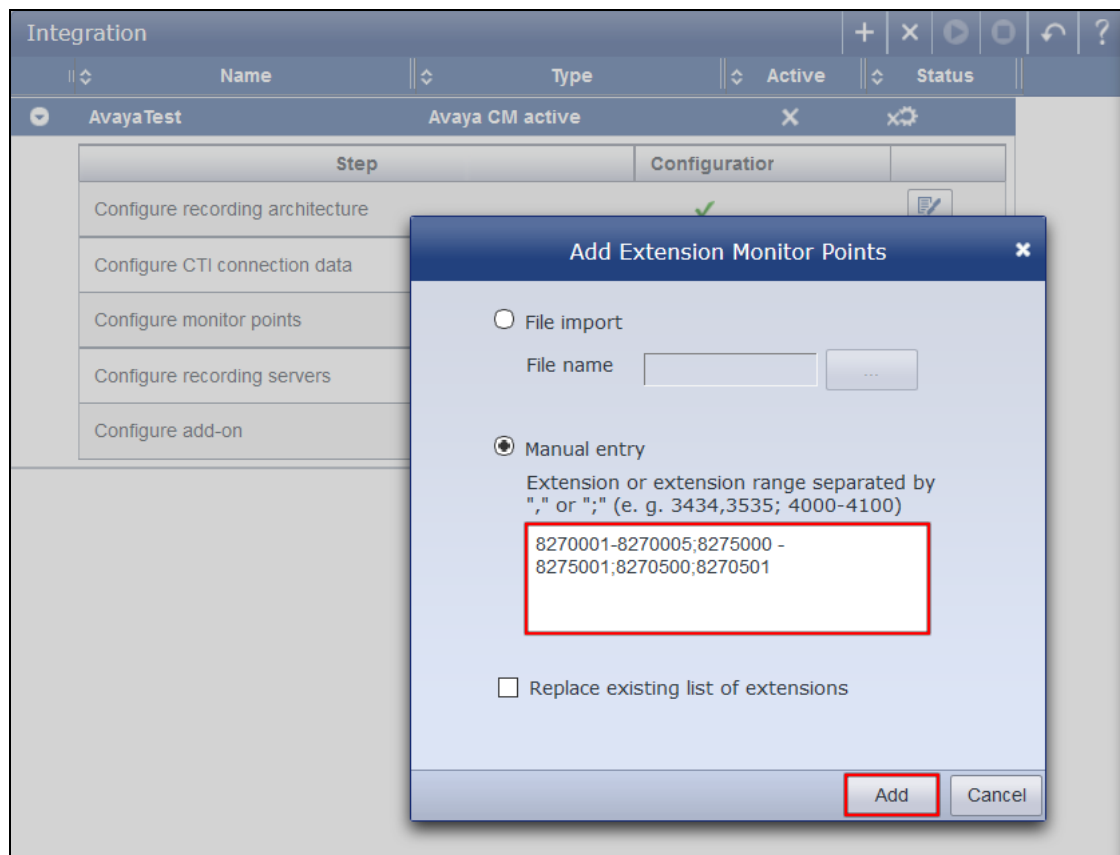 Integration
?
Name Type Active Status
AvayaTest Avaya CM active
Step Configuratior
Configure recording architecture
Configure CTI connection data
Configure monitor points
Configure recording servers
Configure add-on
Add Extension Monitor Points
File import
File name ...
Manual entry
Extension or extension range separated by
"," or ";" (e. g. 3434,3535; 4000-4100)
8270001-8270005;8275000 -
8275001;8270500;8270501
Replace existing list of extensions
Add Cancel